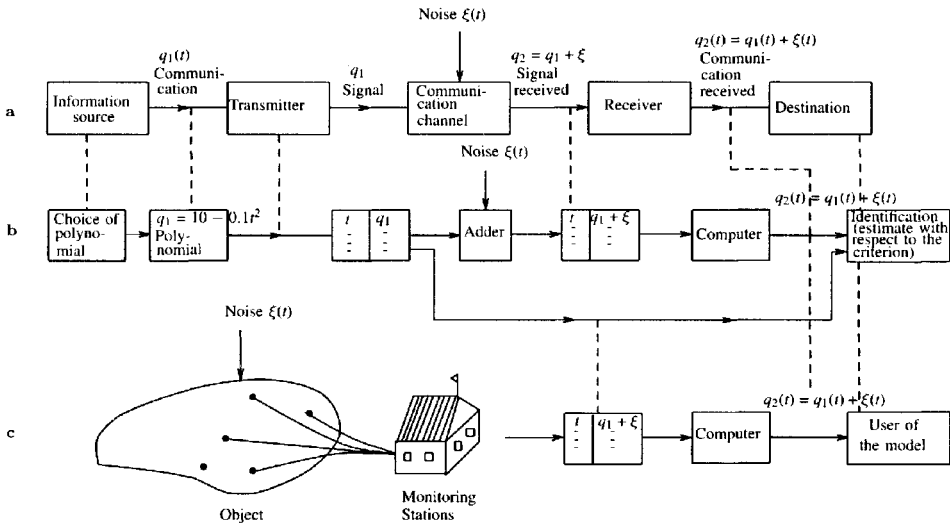 Noise ξ(t)
q₁(t)
Communi-
cation
q₁
Signal
q₂ = q₁ + ξ
Signal
received
q₂(t) = q₁(t) + ξ(t)
Communi-
cation
received
a
Information
source
Transmitter
Communi-
cation
channel
Receiver
Destination
Noise ξ(t)
b
Choice of
polyno-
mial
q₁ = 10 − 0.1t²
Poly-
nomial
t q₁
Adder
t q₁ + ξ
Computer
q₂(t) = q₁(t) + ξ(t)
Identification
(estimate with
respect to the
criterion)
Noise ξ(t)
c
Object
Monitoring
Stations
t q₁ + ξ
Computer
q₂(t) = q₁(t) + ξ(t)
User of
the model